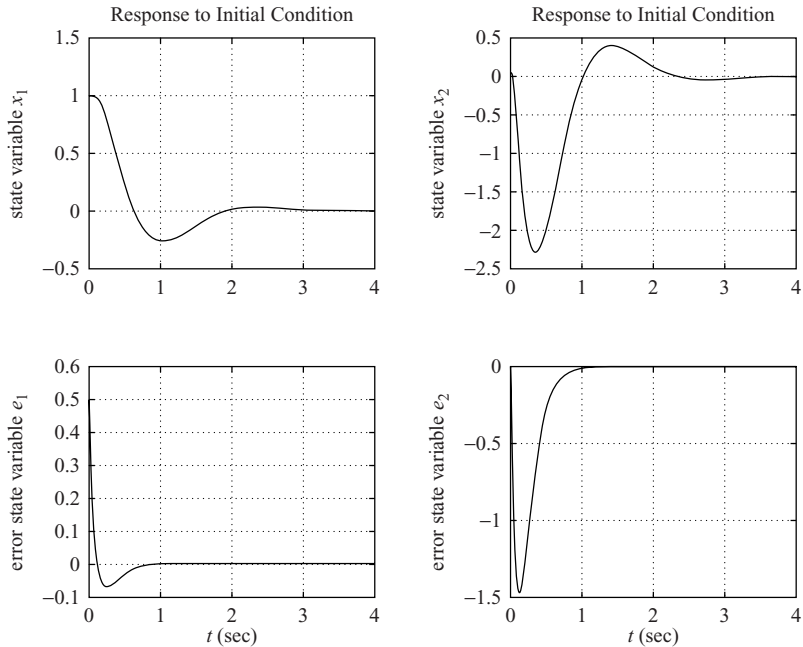 Response to Initial Condition
state variable x1
1.5
1
0.5
0
−0.5
0 1 2 3 4
Response to Initial Condition
state variable x2
0.5
0
−0.5
−1
−1.5
−2
−2.5
0 1 2 3 4
error state variable e1
0.6
0.5
0.4
0.3
0.2
0.1
0
−0.1
0 1 2 3 4
t (sec)
error state variable e2
0
−0.5
−1
−1.5
0 1 2 3 4
t (sec)